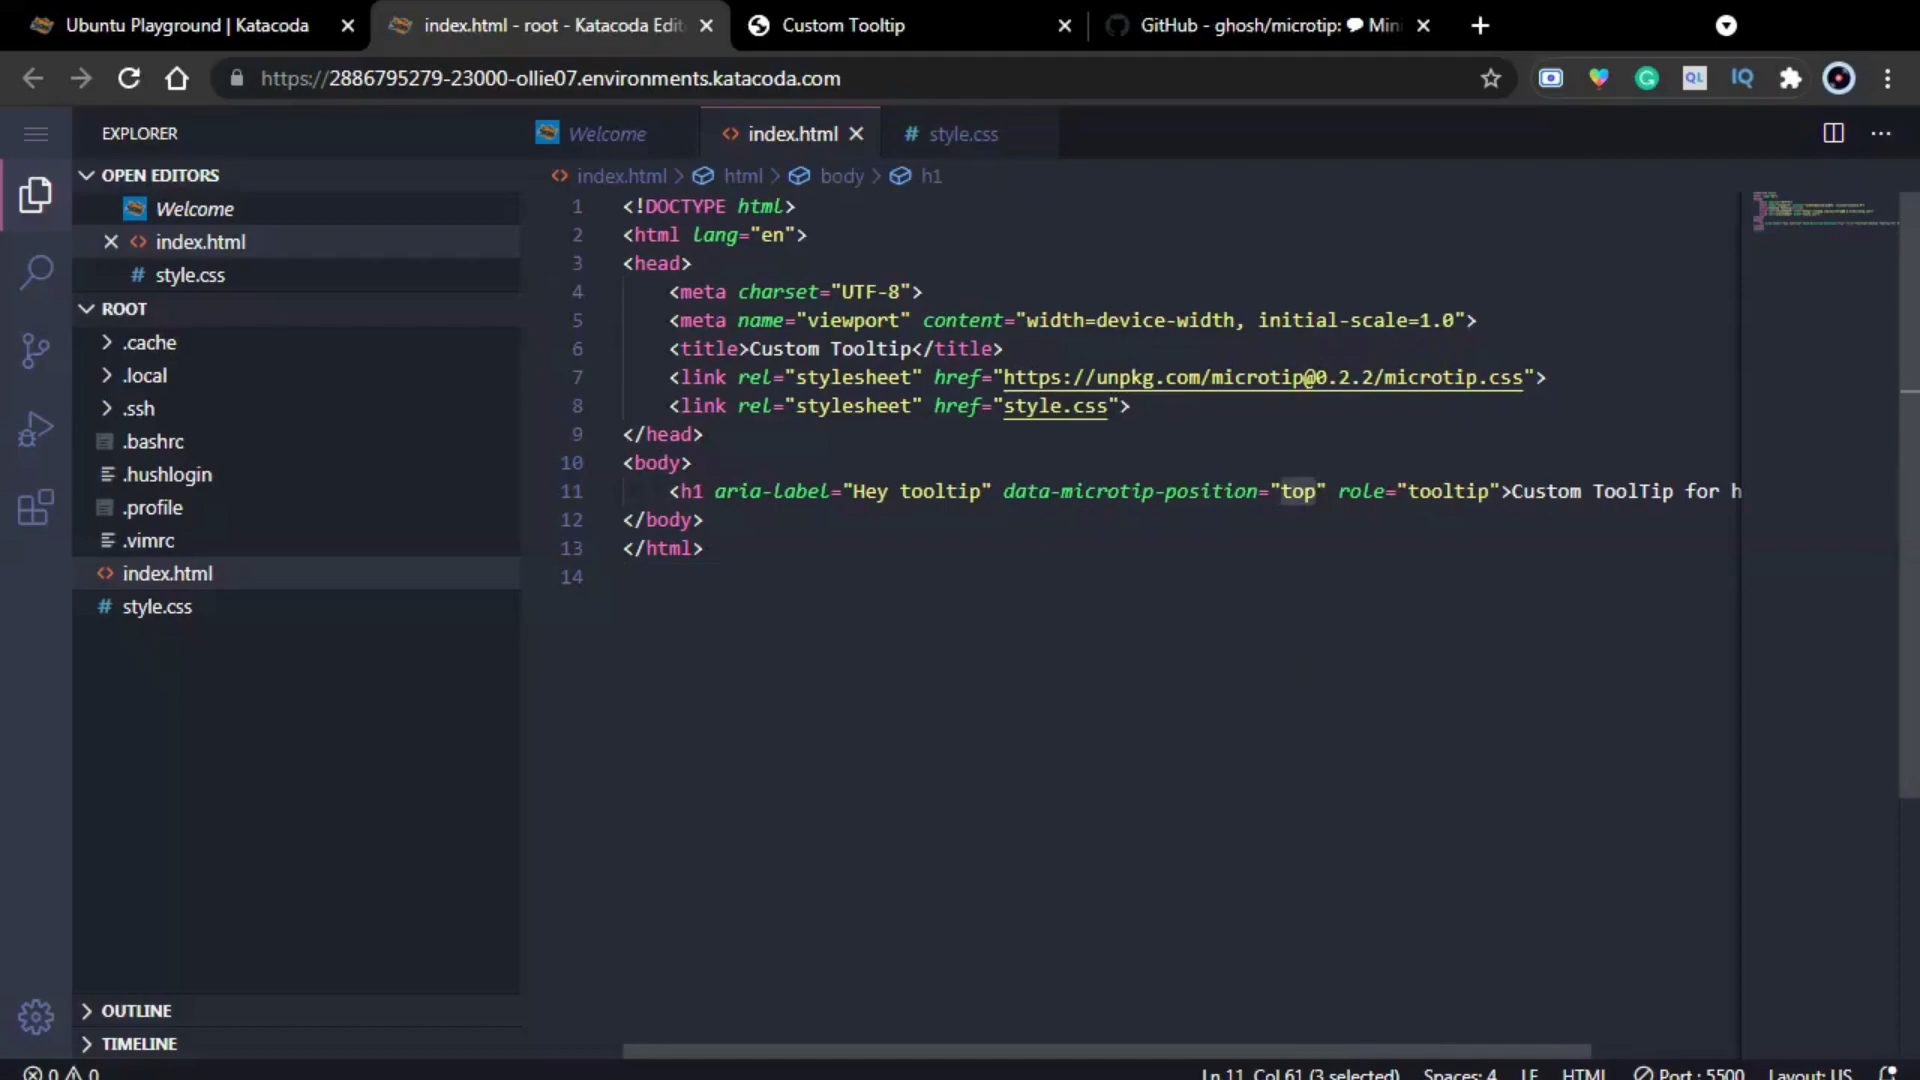 Ubuntu Playground | Katacoda
index.html - root - Katacoda Edit
Custom Tooltip
GitHub - ghosh/microtip: 💬 Mini
https://2886795279-23000-ollie07.environments.katacoda.com
QL
IQ
EXPLORER
OPEN EDITORS
Welcome
index.html
style.css
ROOT
.cache
.local
.ssh
.bashrc
.hushlogin
.profile
.vimrc
index.html
style.css
OUTLINE
TIMELINE
Welcome
index.html
# style.css
index.html > html > body > h1
1 <!DOCTYPE html>
2 <html lang="en">
3 <head>
4 <meta charset="UTF-8">
5 <meta name="viewport" content="width=device-width, initial-scale=1.0">
6 <title>Custom Tooltip</title>
7 <link rel="stylesheet" href="https://unpkg.com/microtip@0.2.2/microtip.css">
8 <link rel="stylesheet" href="style.css">
9 </head>
10 <body>
11 <h1 aria-label="Hey tooltip" data-microtip-position="top" role="tooltip">Custom ToolTip for h
12 </body>
13 </html>
14
0 0
Ln 11, Col 61 (3 selected) Spaces: 4 LF HTML Port : 5500 Layout: US